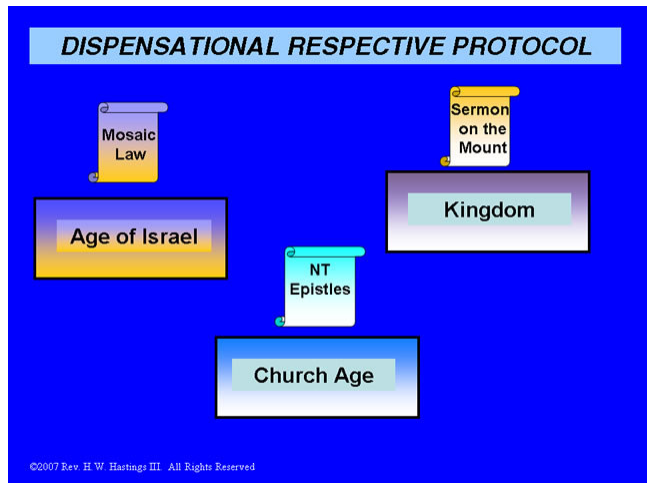 DISPENSATIONAL RESPECTIVE PROTOCOL
Mosaic
Law
Age of Israel
Sermon
on the
Mount
Kingdom
NT
Epistles
Church Age
©2007 Rev. H.W. Hastings III. All Rights Reserved